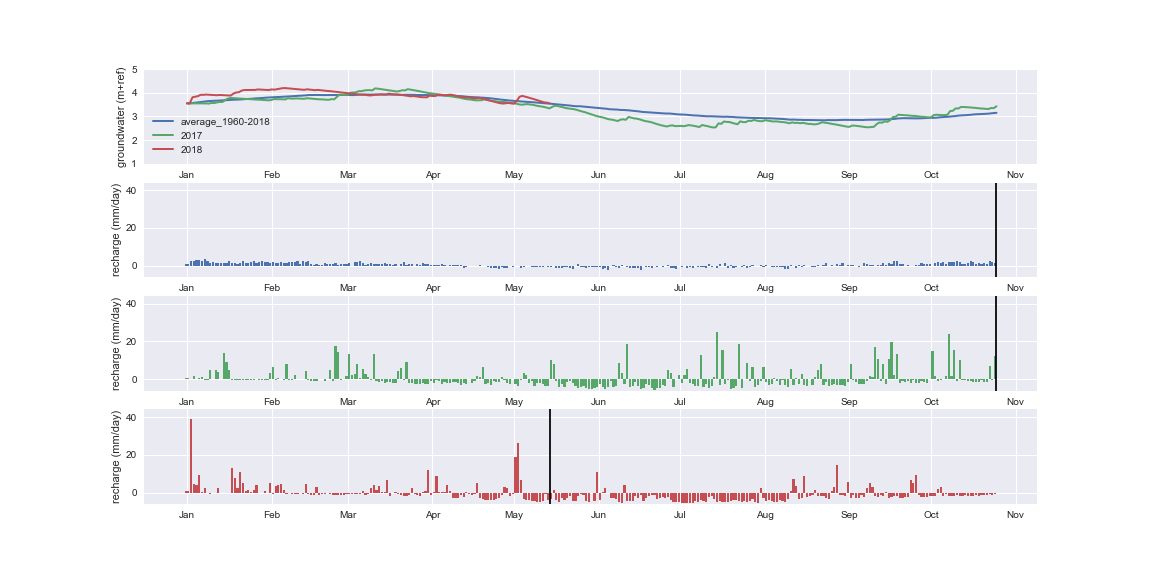 groundwater (m+ref)
5
4
3
2
1
average_1960-2018
2017
2018
Jan Feb Mar Apr May Jun Jul Aug Sep Oct Nov
recharge (mm/day)
40
20
0
Jan Feb Mar Apr May Jun Jul Aug Sep Oct Nov
recharge (mm/day)
40
20
0
Jan Feb Mar Apr May Jun Jul Aug Sep Oct Nov
recharge (mm/day)
40
20
0
Jan Feb Mar Apr May Jun Jul Aug Sep Oct Nov